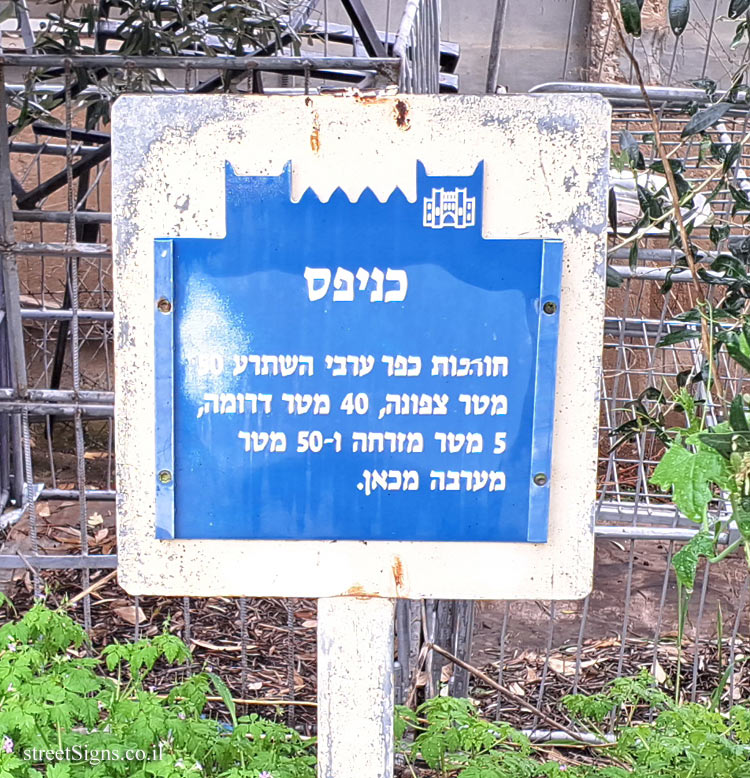 כניפס
חורבות כפר ערבי השתרע
מטר צפונה, 40 מטר דרומה,
5 מטר מזרחה ו-50 מטר
מערבה מכאן.
streetSigns.co.il